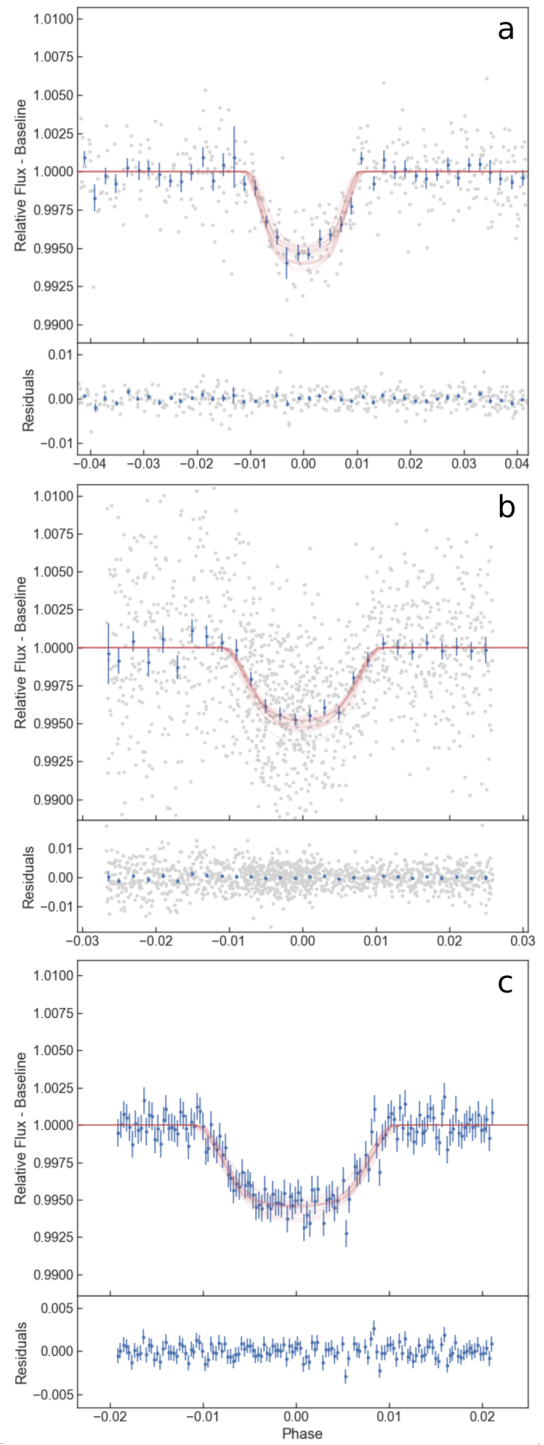 a
1.0100
1.0075
1.0050
1.0025
1.0000
0.9975
0.9950
0.9925
0.9900
Relative Flux - Baseline
0.01
0.00
−0.01
Residuals
−0.04 −0.03 −0.02 −0.01 0.00 0.01 0.02 0.03 0.04
b
1.0100
1.0075
1.0050
1.0025
1.0000
0.9975
0.9950
0.9925
0.9900
Relative Flux - Baseline
0.01
0.00
−0.01
Residuals
−0.03 −0.02 −0.01 0.00 0.01 0.02 0.03
c
1.0100
1.0075
1.0050
1.0025
1.0000
0.9975
0.9950
0.9925
0.9900
Relative Flux - Baseline
0.005
0.000
−0.005
Residuals
−0.02 −0.01 0.00 0.01 0.02
Phase